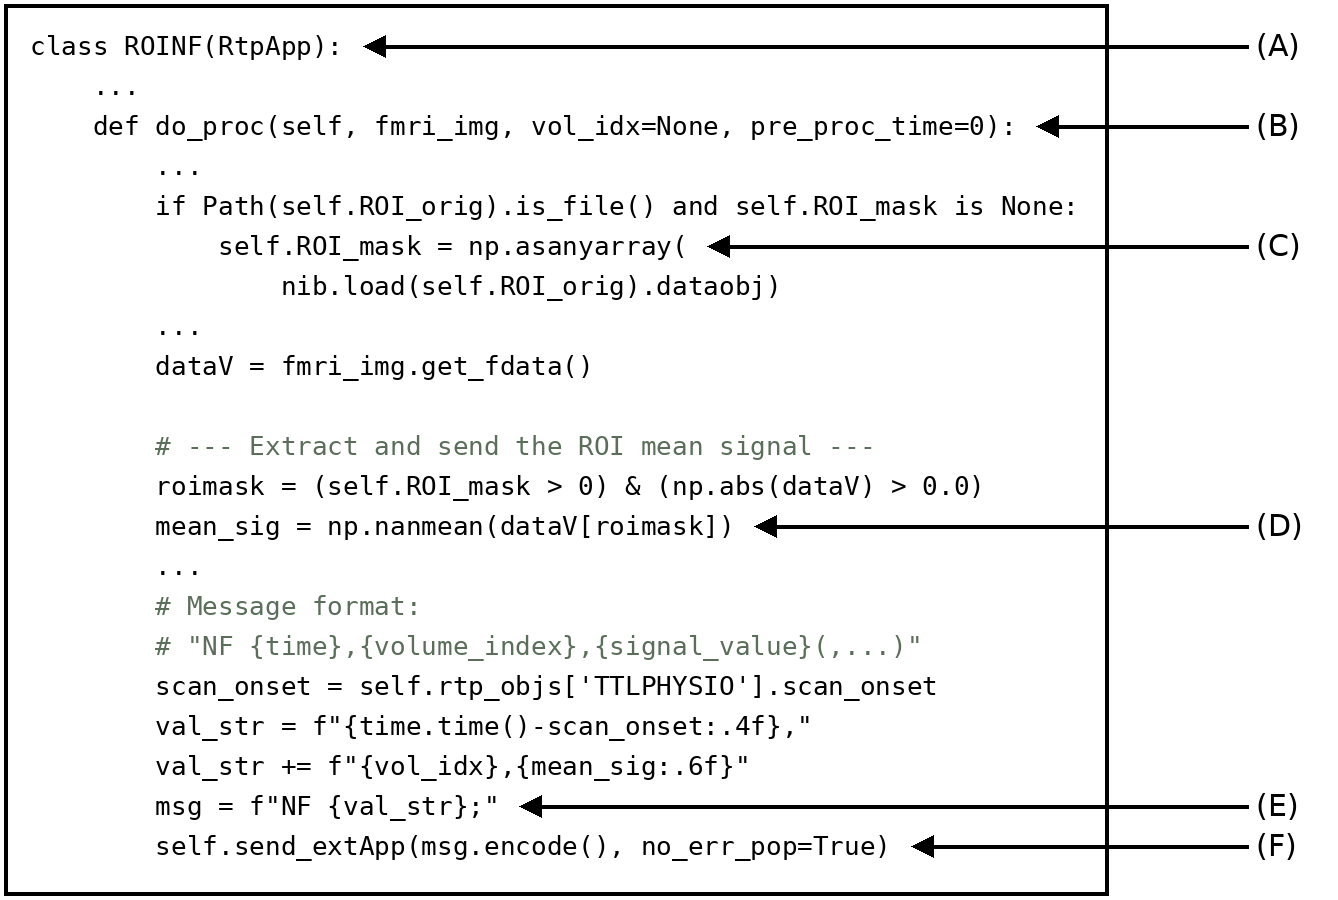 class ROINF(RtpApp): (A)
...
def do_proc(self, fmri_img, vol_idx=None, pre_proc_time=0): (B)
...
if Path(self.ROI_orig).is_file() and self.ROI_mask is None:
self.ROI_mask = np.asanyarray( (C)
nib.load(self.ROI_orig).dataobj)
...
dataV = fmri_img.get_fdata()
# --- Extract and send the ROI mean signal ---
roimask = (self.ROI_mask > 0) & (np.abs(dataV) > 0.0)
mean_sig = np.nanmean(dataV[roimask]) (D)
...
# Message format:
# "NF {time},{volume_index},{signal_value}(,...)"
scan_onset = self.rtp_objs['TTLPHYSIO'].scan_onset
val_str = f"{time.time()-scan_onset:.4f},"
val_str += f"{vol_idx},{mean_sig:.6f}"
msg = f"NF {val_str};" (E)
self.send_extApp(msg.encode(), no_err_pop=True) (F)